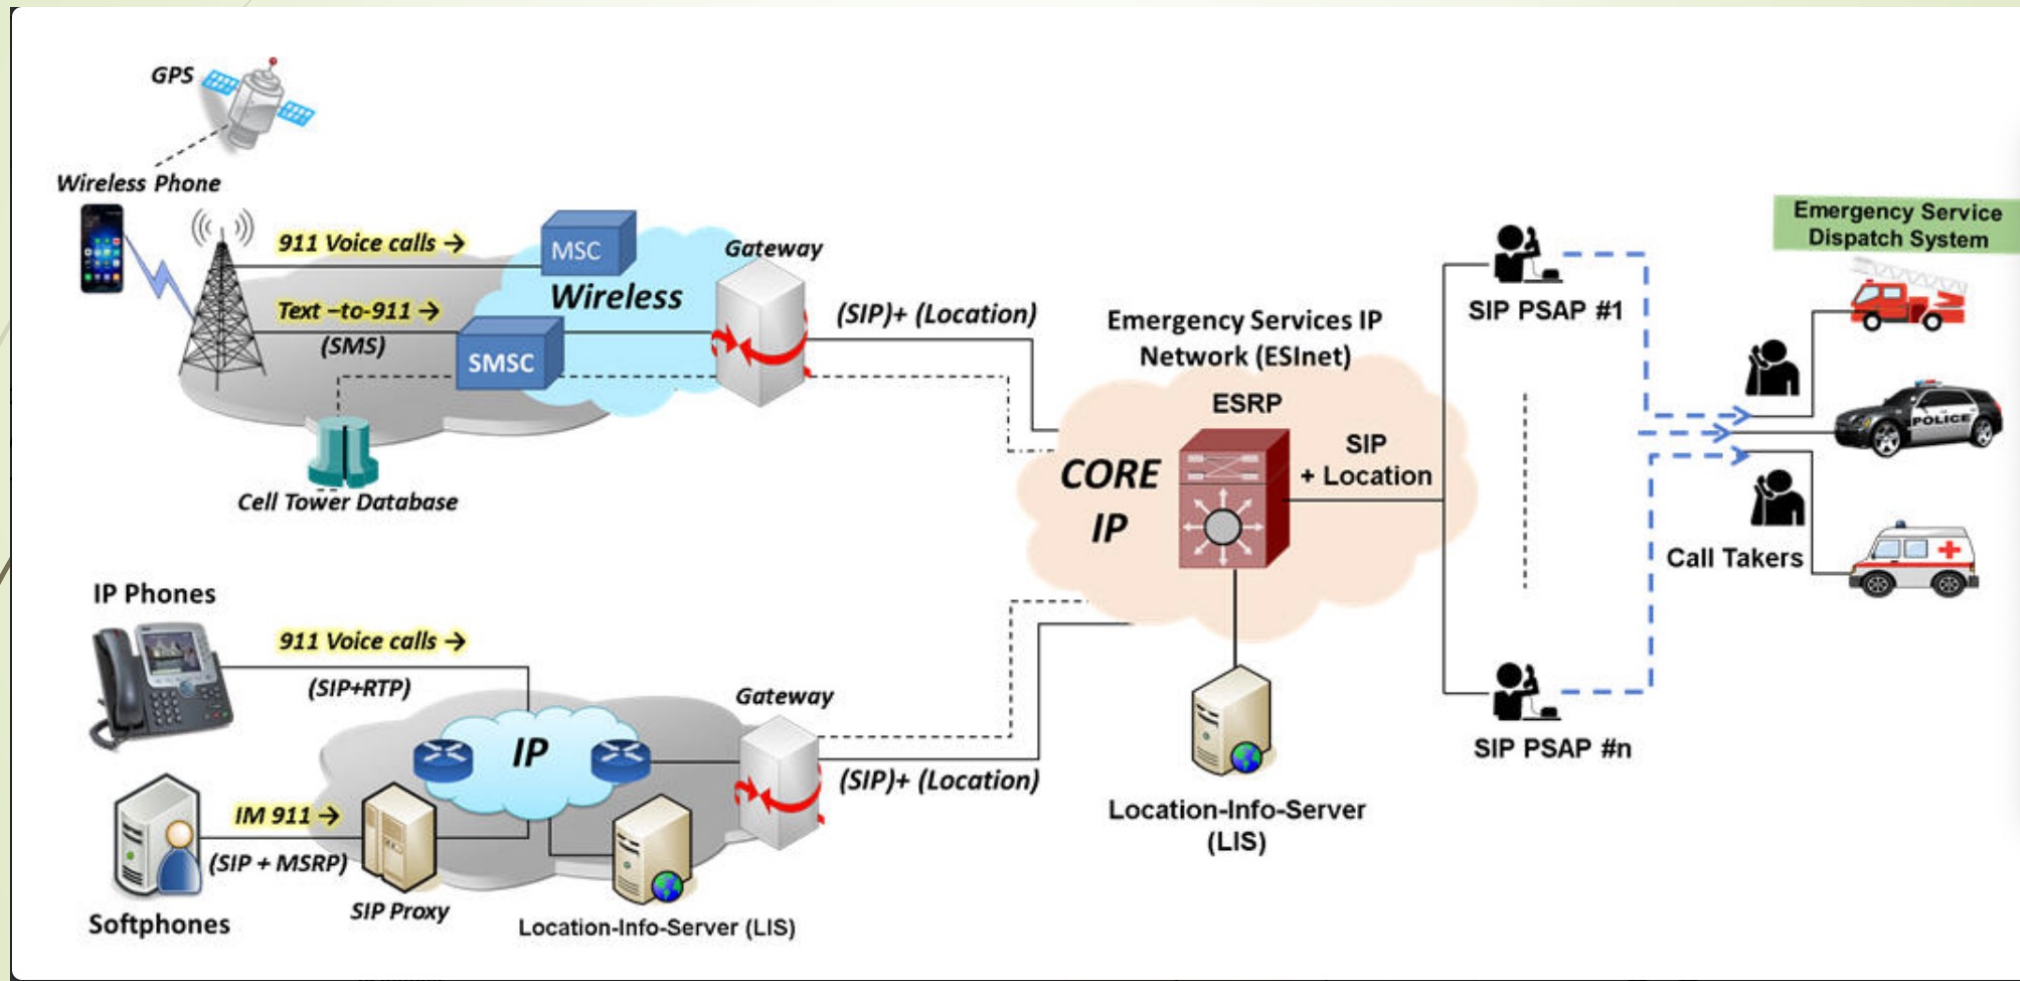 GPS
Wireless Phone
911 Voice calls →
MSC
Gateway
Wireless
Text –to-911 →
(SMS)
SMSC
(SIP)+ (Location)
Cell Tower Database
IP Phones
911 Voice calls →
(SIP+RTP)
Gateway
IP
(SIP)+ (Location)
IM 911 →
(SIP + MSRP)
SIP Proxy
Softphones
Location-Info-Server (LIS)
Emergency Services IP
Network (ESInet)
ESRP
CORE
IP
SIP
+ Location
Location-Info-Server
(LIS)
SIP PSAP #1
SIP PSAP #n
Emergency Service
Dispatch System
POLICE
Call Takers